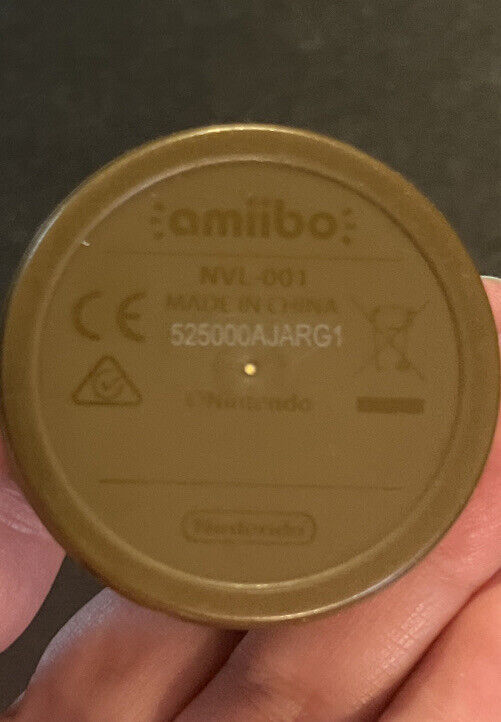 amiibo
NVL-001
MADE IN CHINA
CE
525000AJARG1
©Nintendo
Nintendo